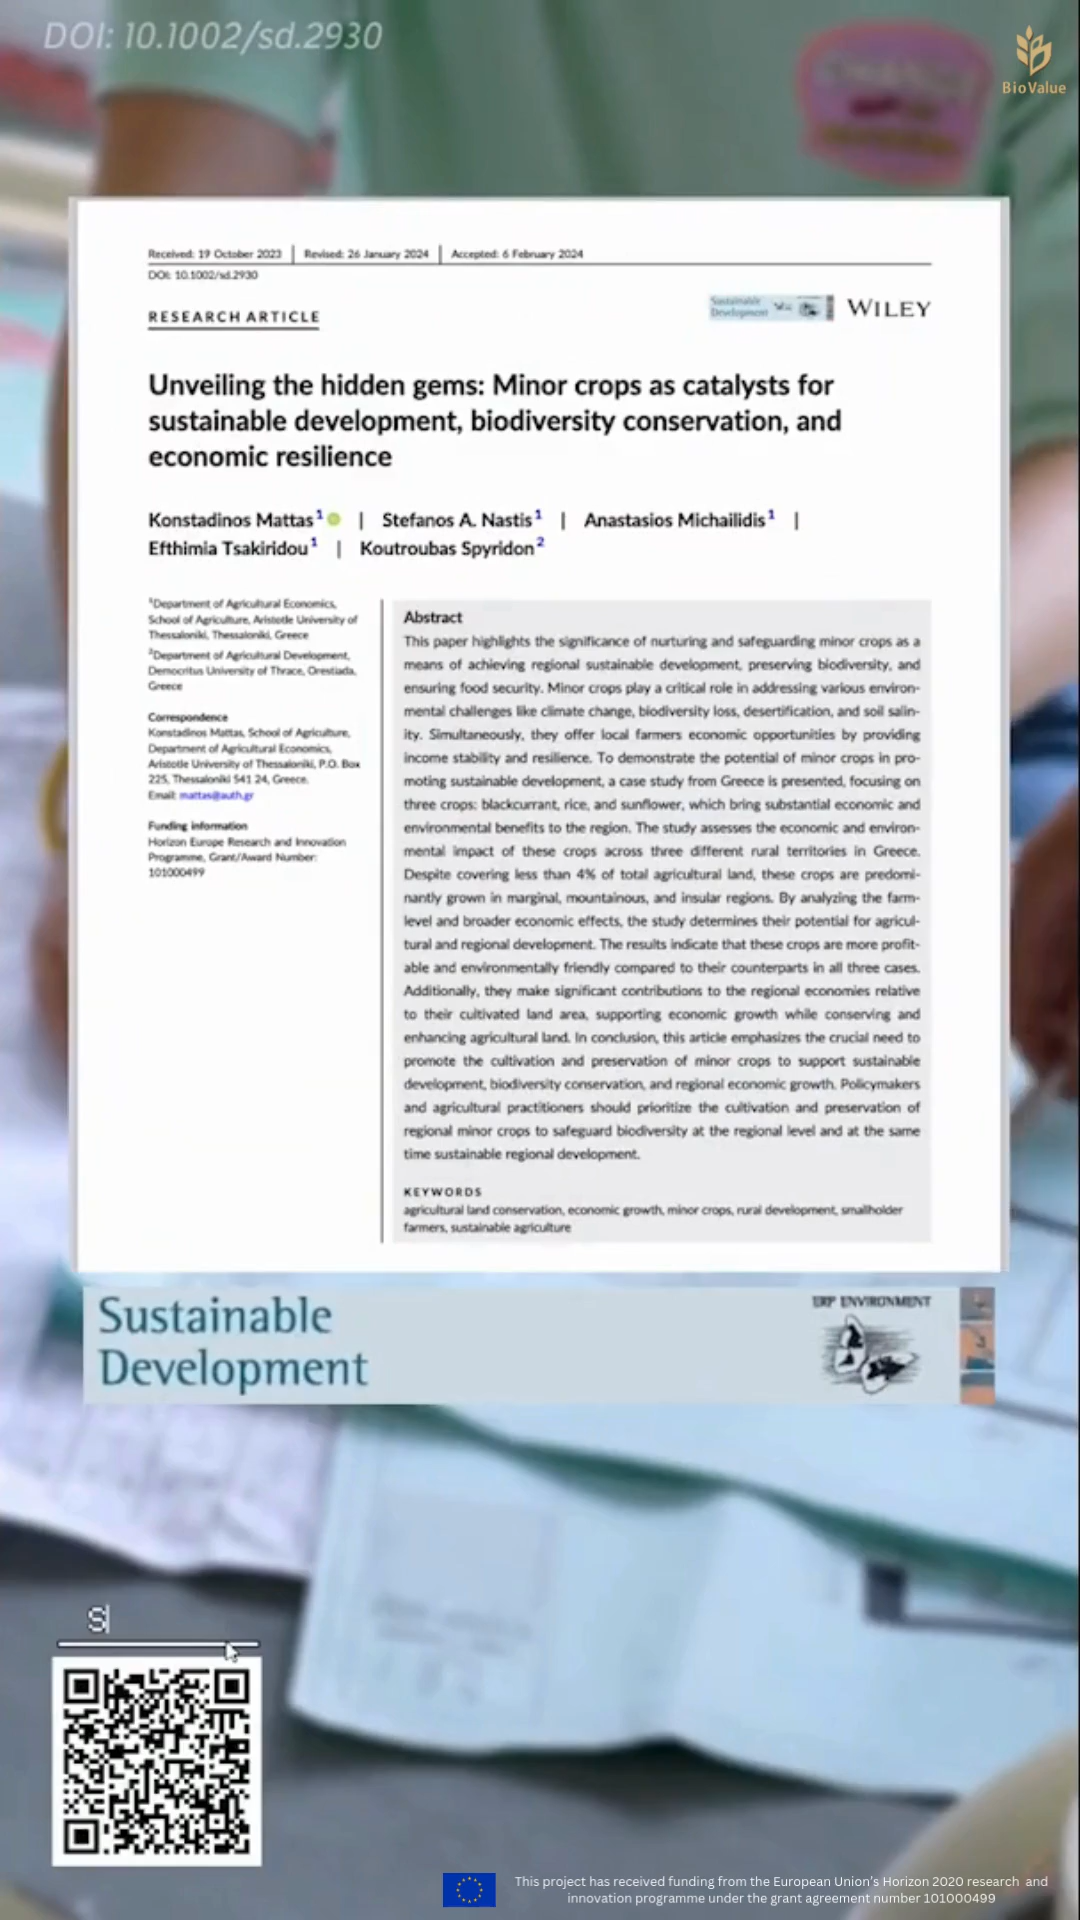 DOI: 10.1002/sd.2930
BioValue
Received: 19 October 2023 | Revised: 26 January 2024 | Accepted: 6 February 2024
DOI: 10.1002/sd.2930
RESEARCH ARTICLE
Sustainable
Development
WILEY
Unveiling the hidden gems: Minor crops as catalysts for
sustainable development, biodiversity conservation, and
economic resilience
Konstadinos Mattas1 | Stefanos A. Nastis1 | Anastasios Michailidis1 |
Efthimia Tsakiridou1 | Koutroubas Spyridon2
1Department of Agricultural Economics,
School of Agriculture, Aristotle University of
Thessaloniki, Thessaloniki, Greece
2Department of Agricultural Development,
Democritus University of Thrace, Orestiada,
Greece
Correspondence
Konstadinos Mattas, School of Agriculture,
Department of Agricultural Economics,
Aristotle University of Thessaloniki, P.O. Box
225, Thessaloniki 541 24, Greece.
Email: mattas@auth.gr
Funding information
Horizon Europe Research and Innovation
Programme, Grant/Award Number:
101000499
Abstract
This paper highlights the significance of nurturing and safeguarding minor crops as a
means of achieving regional sustainable development, preserving biodiversity, and
ensuring food security. Minor crops play a critical role in addressing various environ-
mental challenges like climate change, biodiversity loss, desertification, and soil salin-
ity. Simultaneously, they offer local farmers economic opportunities by providing
income stability and resilience. To demonstrate the potential of minor crops in pro-
moting sustainable development, a case study from Greece is presented, focusing on
three crops: blackcurrant, rice, and sunflower, which bring substantial economic and
environmental benefits to the region. The study assesses the economic and environ-
mental impact of these crops across three different rural territories in Greece.
Despite covering less than 4% of total agricultural land, these crops are predomi-
nantly grown in marginal, mountainous, and insular regions. By analyzing the farm-
level and broader economic effects, the study determines their potential for agricul-
tural and regional development. The results indicate that these crops are more profit-
able and environmentally friendly compared to their counterparts in all three cases.
Additionally, they make significant contributions to the regional economies relative
to their cultivated land area, supporting economic growth while conserving and
enhancing agricultural land. In conclusion, this article emphasizes the crucial need to
promote the cultivation and preservation of minor crops to support sustainable
development, biodiversity conservation, and regional economic growth. Policymakers
and agricultural practitioners should prioritize the cultivation and preservation of
regional minor crops to safeguard biodiversity at the regional level and at the same
time sustainable regional development.
KEYWORDS
agricultural land conservation, economic growth, minor crops, rural development, smallholder
farmers, sustainable agriculture
Sustainable
Development
ERP ENVIRONMENT
S
This project has received funding from the European Union's Horizon 2020 research and
innovation programme under the grant agreement number 101000499